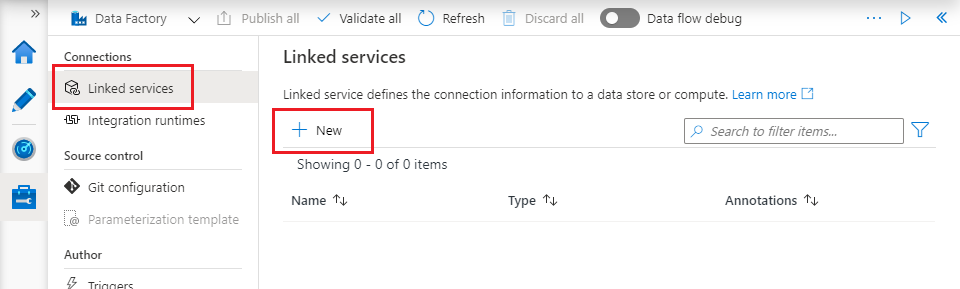 Data Factory Publish all Validate all Refresh Discard all Data flow debug
Connections
Linked services
Integration runtimes
Source control
Git configuration
Parameterization template
Author
Triggers
Linked services
Linked service defines the connection information to a data store or compute. Learn more
New
Search to filter items...
Showing 0 - 0 of 0 items
Name Type Annotations